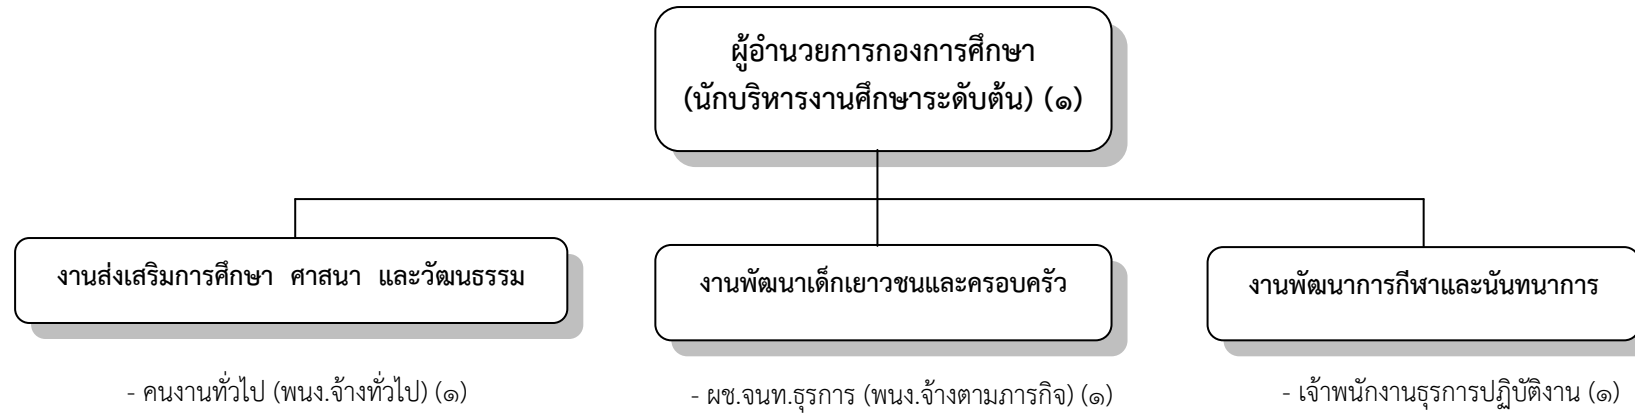 ผู้อำนวยการกองการศึกษา
(นักบริหารงานศึกษาระดับต้น) (๑)
งานส่งเสริมการศึกษา ศาสนา และวัฒนธรรม
งานพัฒนาเด็กเยาวชนและครอบครัว
งานพัฒนาการกีฬาและนันทนาการ
- คนงานทั่วไป (พนง.จ้างทั่วไป) (๑)
- ผช.จนท.ธุรการ (พนง.จ้างตามภารกิจ) (๑)
- เจ้าพนักงานธุรการปฏิบัติงาน (๑)